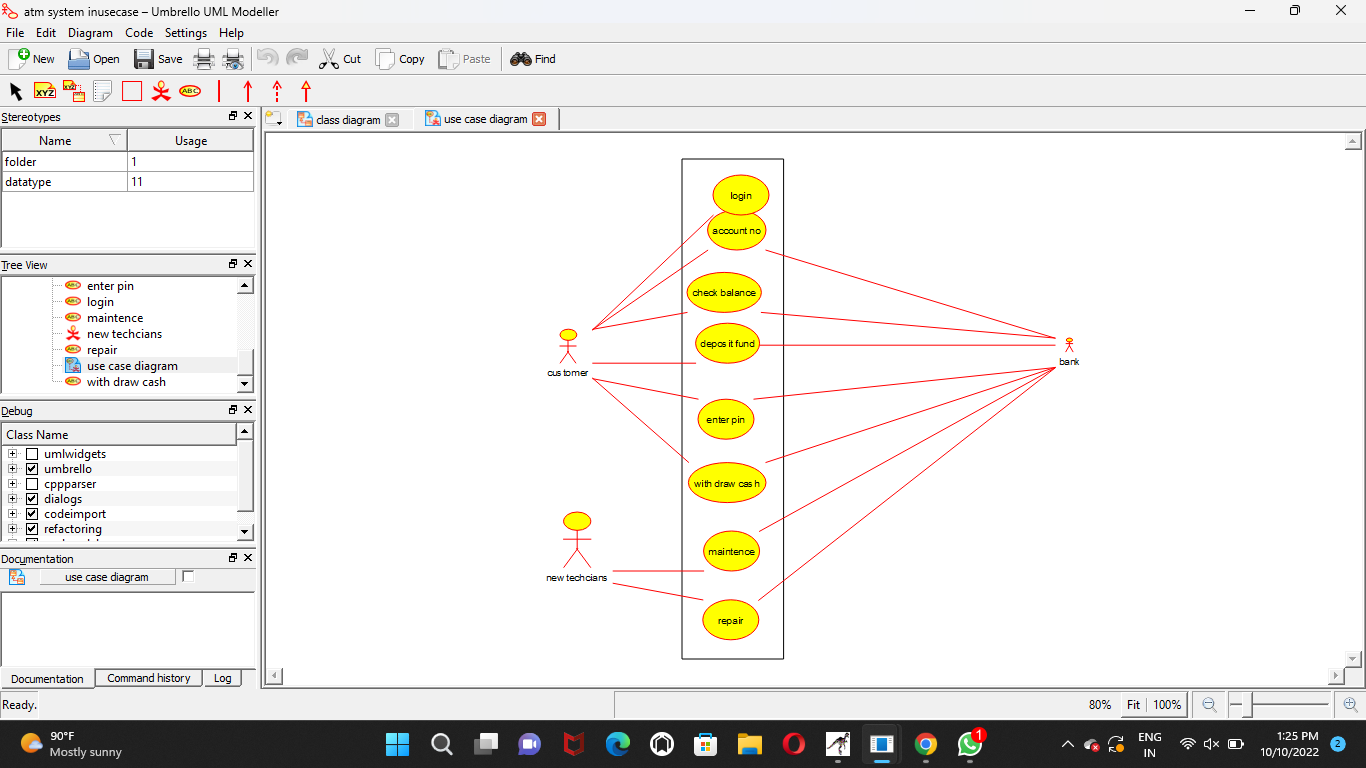 atm system inusecase – Umbrello UML Modeller
File Edit Diagram Code Settings Help
New Open Save Cut Copy Paste Find
XYZ XYZ ABC
Stereotypes
Name Usage
folder 1
datatype 11
Tree View
enter pin
login
maintence
new techcians
repair
use case diagram
with draw cash
Debug
Class Name
umlwidgets
umbrello
cppparser
dialogs
codeimport
refactoring
Documentation
use case diagram
Documentation Command history Log
class diagram use case diagram
login
account no
check balance
deposit fund
customer
bank
enter pin
with draw cash
maintence
new techcians
repair
Ready.
80% Fit 100%
90°F
Mostly sunny
1
ENG
IN
1:25 PM
10/10/2022
2